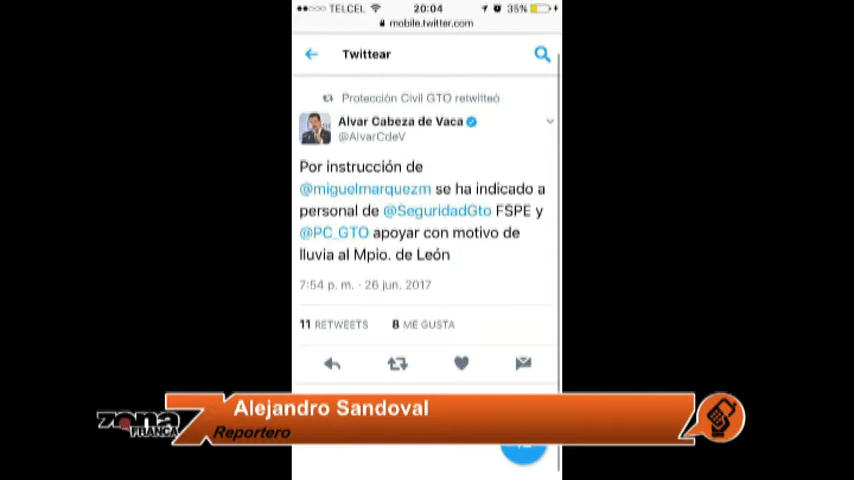 TELCEL 20:04 35%
mobile.twitter.com
Twittear
Protección Civil GTO retwitteó
Alvar Cabeza de Vaca
@AlvarCdeV
Por instrucción de
@miguelmarquezm se ha indicado a
personal de @SeguridadGto FSPE y
@PC_GTO apoyar con motivo de
lluvia al Mpio. de León
7:54 p. m. · 26 jun. 2017
11 RETWEETS 8 ME GUSTA
Alejandro Sandoval
zona
FRANCA
Reportero